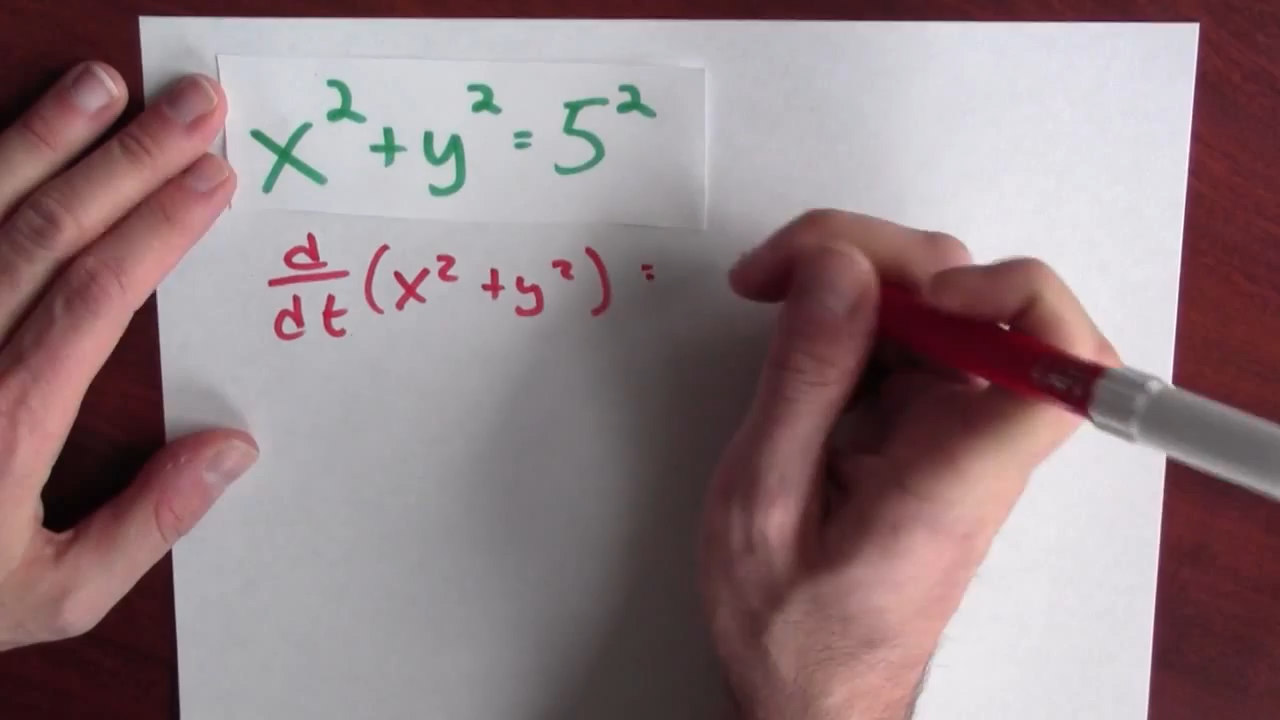 x² + y² = 5²
d/dt (x² + y²) =